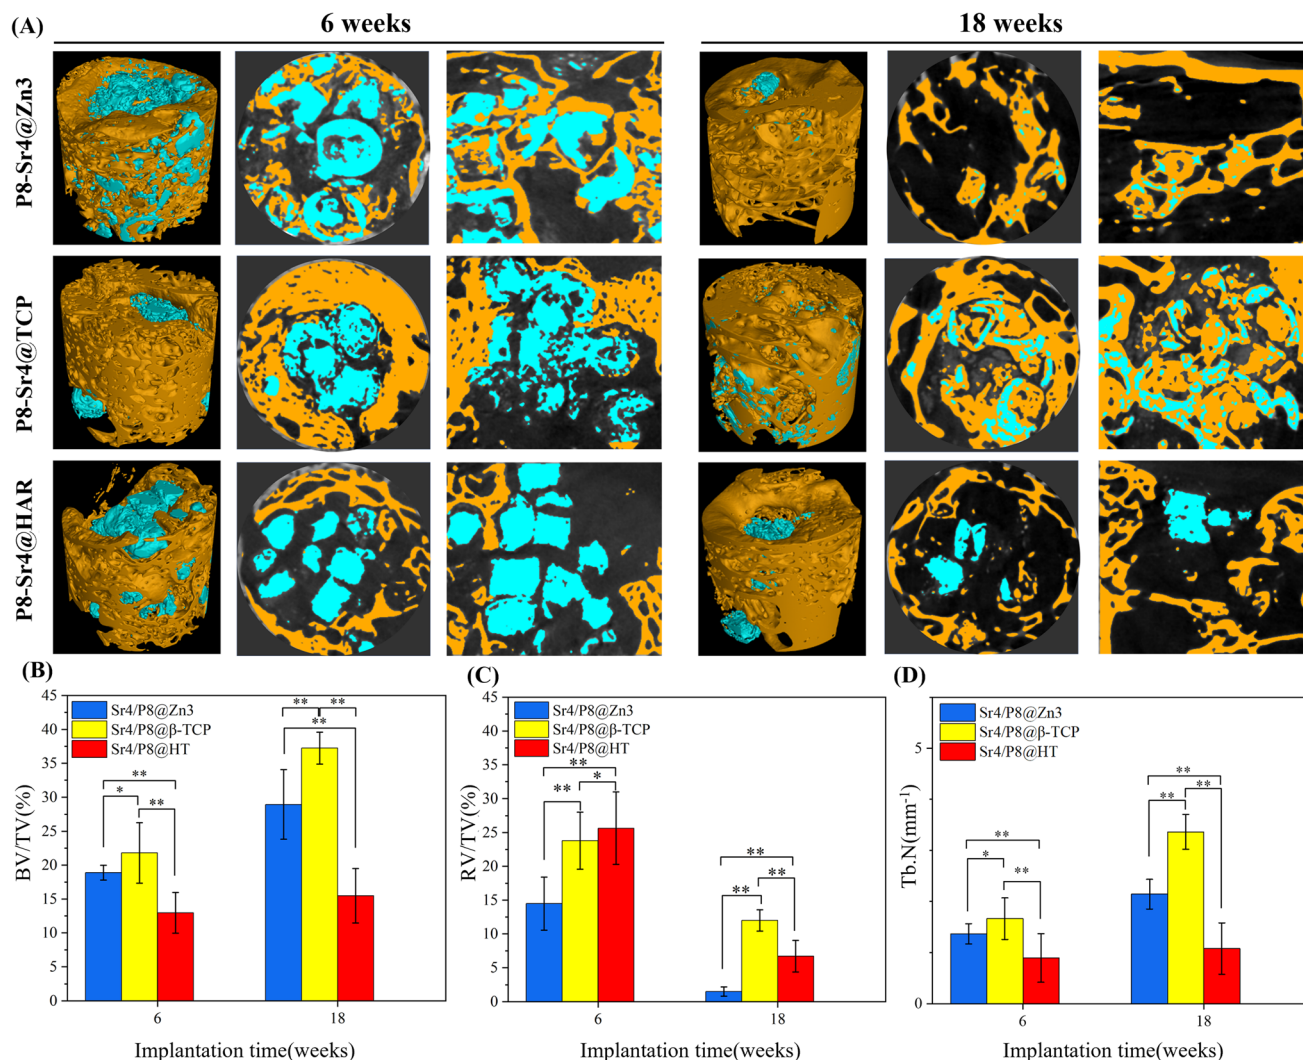 (A)
6 weeks
18 weeks
P8-Sr4@Zn3
P8-Sr4@TCP
P8-Sr4@HAR
(B)
45
40
35
30
25
20
15
10
5
0
BV/TV(%)
Sr4/P8@Zn3
Sr4/P8@β-TCP
Sr4/P8@HT
**
*
**
**
**
**
6
18
Implantation time(weeks)
(C)
45
40
35
30
25
20
15
10
5
0
RV/TV(%)
Sr4/P8@Zn3
Sr4/P8@β-TCP
Sr4/P8@HT
**
**
*
**
**
**
6
18
Implantation time(weeks)
(D)
5
0
Tb.N(mm⁻¹)
Sr4/P8@Zn3
Sr4/P8@β-TCP
Sr4/P8@HT
**
*
**
**
**
**
6
18
Implantation time(weeks)